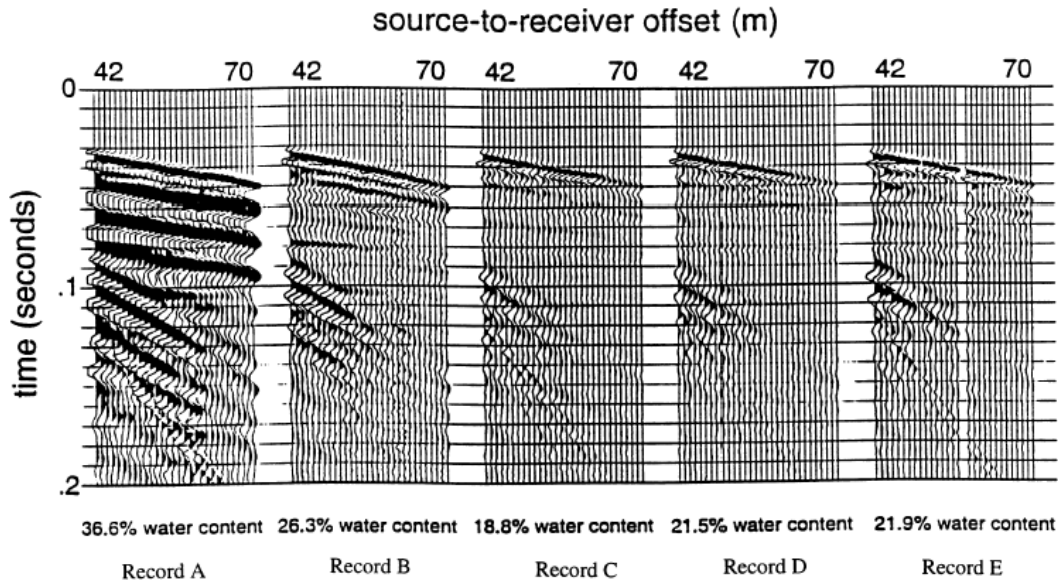 source-to-receiver offset (m)
42 70 42 70 42 70 42 70 42 70
0
.1
.2
time (seconds)
36.6% water content 26.3% water content 18.8% water content 21.5% water content 21.9% water content
Record A Record B Record C Record D Record E